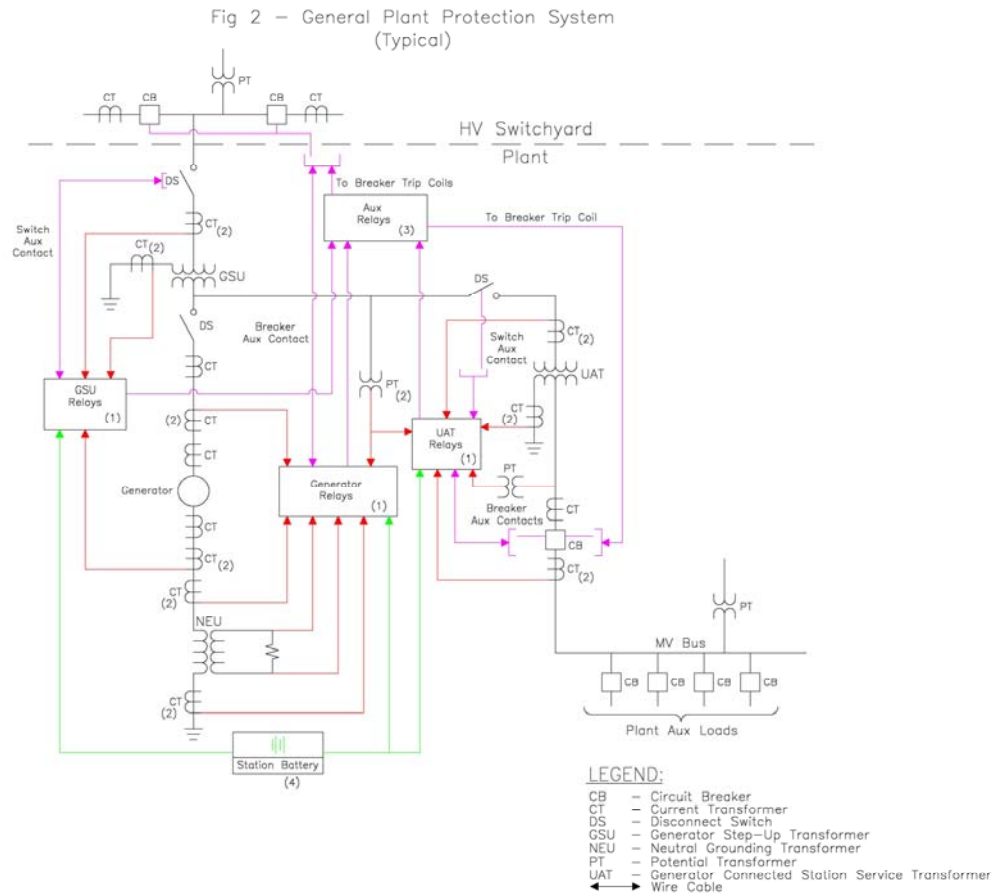 Fig 2 – General Plant Protection System
(Typical)
PT
CT
CB
CB
CT
HV Switchyard
Plant
DS
To Breaker Trip Coils
Aux
Relays
(3)
To Breaker Trip Coil
CT
(2)
Switch
Aux
Contact
CT
(2)
GSU
DS
DS
Breaker
Aux Contact
Switch
Aux
Contact
CT
(2)
CT
PT
(2)
UAT
GSU
Relays
(1)
CT
(2)
(2)
CT
UAT
Relays
(1)
CT
PT
Generator
Generator
Relays
(1)
Breaker
Aux Contacts
CT
CT
CB
CT
(2)
CT
(2)
CT
(2)
NEU
PT
MV Bus
CT
(2)
CB
CB
CB
CB
Plant Aux Loads
Station Battery
(4)
LEGEND:
CB – Circuit Breaker
CT – Current Transformer
DS – Disconnect Switch
GSU – Generator Step–Up Transformer
NEU – Neutral Grounding Transformer
PT – Potential Transformer
UAT – Generator Connected Station Service Transformer
Wire Cable